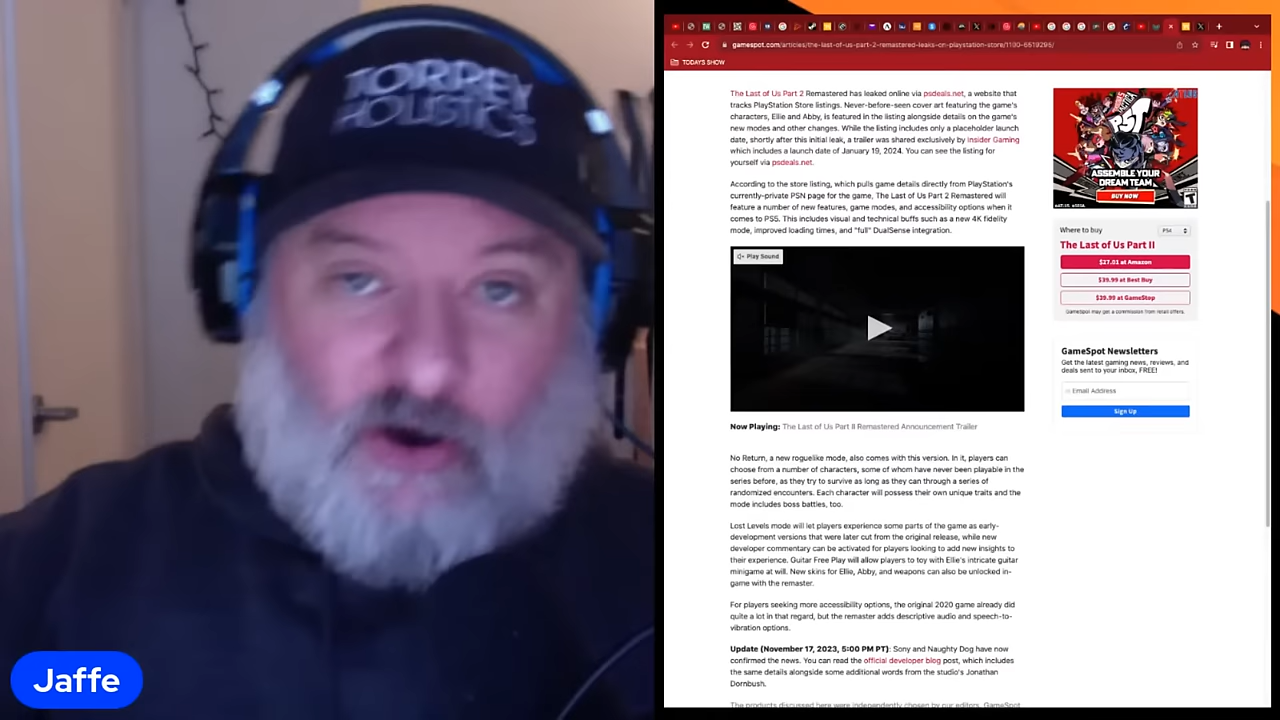 gamespot.com/articles/the-last-of-us-part-2-remastered-leaks-on-playstation-store/1100-6519296/
TODAYS SHOW
The Last of Us Part 2 Remastered has leaked online via psdeals.net, a website that
tracks PlayStation Store listings. Never-before-seen cover art featuring the game's
characters, Ellie and Abby, is featured in the listing alongside details on the game's
new modes and other changes. While the listing includes only a placeholder launch
date, shortly after this initial leak, a trailer was shared exclusively by Insider Gaming
which includes a launch date of January 19, 2024. You can see the listing for
yourself via psdeals.net.
According to the store listing, which pulls game details directly from PlayStation's
currently-private PSN page for the game, The Last of Us Part 2 Remastered will
feature a number of new features, game modes, and accessibility options when it
comes to PS5. This includes visual and technical buffs such as a new 4K fidelity
mode, improved loading times, and "full" DualSense integration.
Play Sound
Now Playing: The Last of Us Part II Remastered Announcement Trailer
No Return, a new roguelike mode, also comes with this version. In it, players can
choose from a number of characters, some of whom have never been playable in the
series before, as they try to survive as long as they can through a series of
randomized encounters. Each character will possess their own unique traits and the
mode includes boss battles, too.
Lost Levels mode will let players experience some parts of the game as early-
development versions that were later cut from the original release, while new
developer commentary can be activated for players looking to add new insights to
their experience. Guitar Free Play will allow players to toy with Ellie's intricate guitar
minigame at will. New skins for Ellie, Abby, and weapons can also be unlocked in-
game with the remaster.
For players seeking more accessibility options, the original 2020 game already did
quite a lot in that regard, but the remaster adds descriptive audio and speech-to-
vibration options.
Update (November 17, 2023, 5:00 PM PT): Sony and Naughty Dog have now
confirmed the news. You can read the official developer blog post, which includes
the same details alongside some additional words from the studio's Jonathan
Dornbush.
The products discussed here were independently chosen by our editors. GameSpot
ATLUS
P5T
ASSEMBLE YOUR
DREAM TEAM
BUY NOW
T
Where to buy
PS4
The Last of Us Part II
$27.01 at Amazon
$39.99 at Best Buy
$39.99 at GameStop
GameSpot may get a commission from retail offers.
GameSpot Newsletters
Get the latest gaming news, reviews, and
deals sent to your inbox, FREE!
Email Address
Sign Up
Jaffe